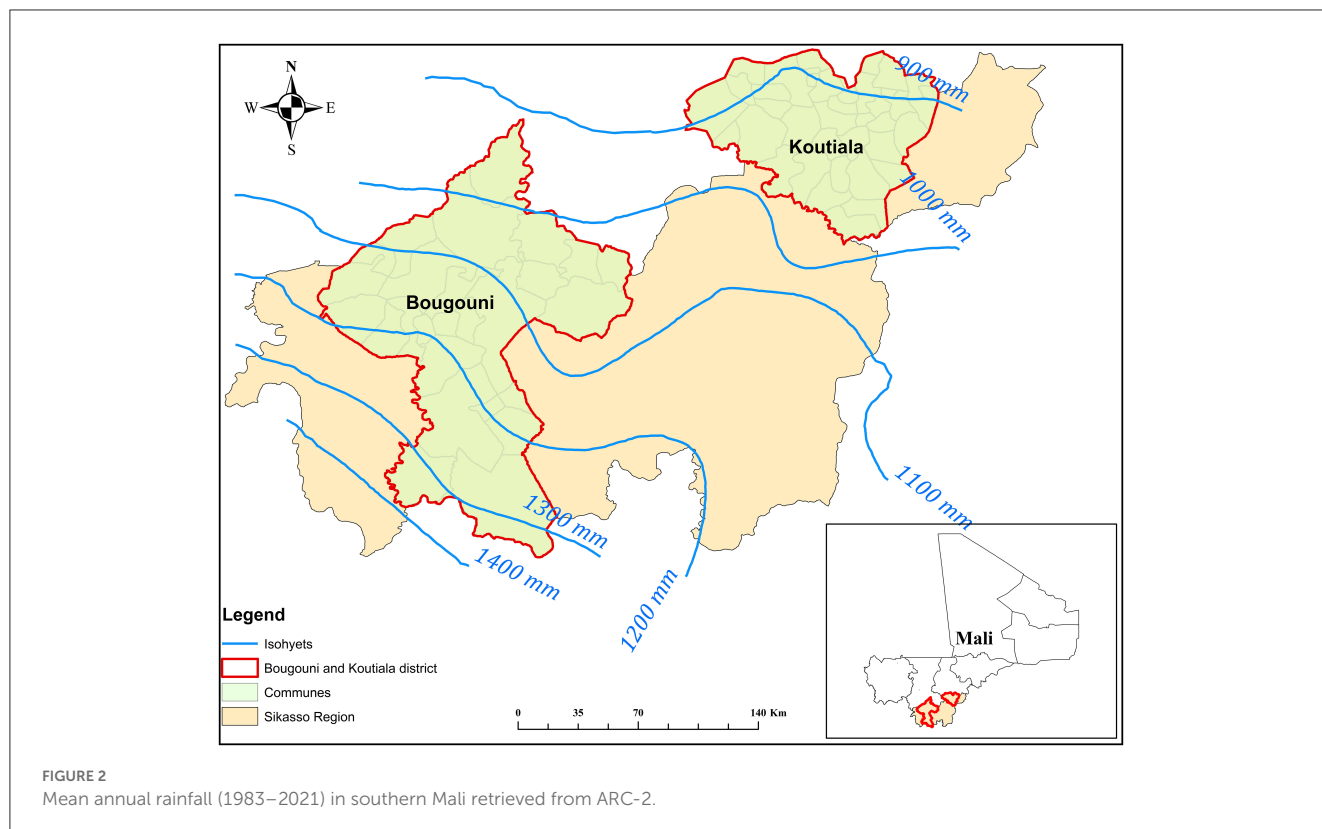 N
W
E
S
900 mm
Koutiala
1000 mm
Bougouni
1100 mm
1300 mm
1400 mm
1200 mm
Legend
Isohyets
Bougouni and Koutiala district
Communes
Sikasso Region
0 35 70 140 Km
Mali
FIGURE 2
Mean annual rainfall (1983–2021) in southern Mali retrieved from ARC-2.